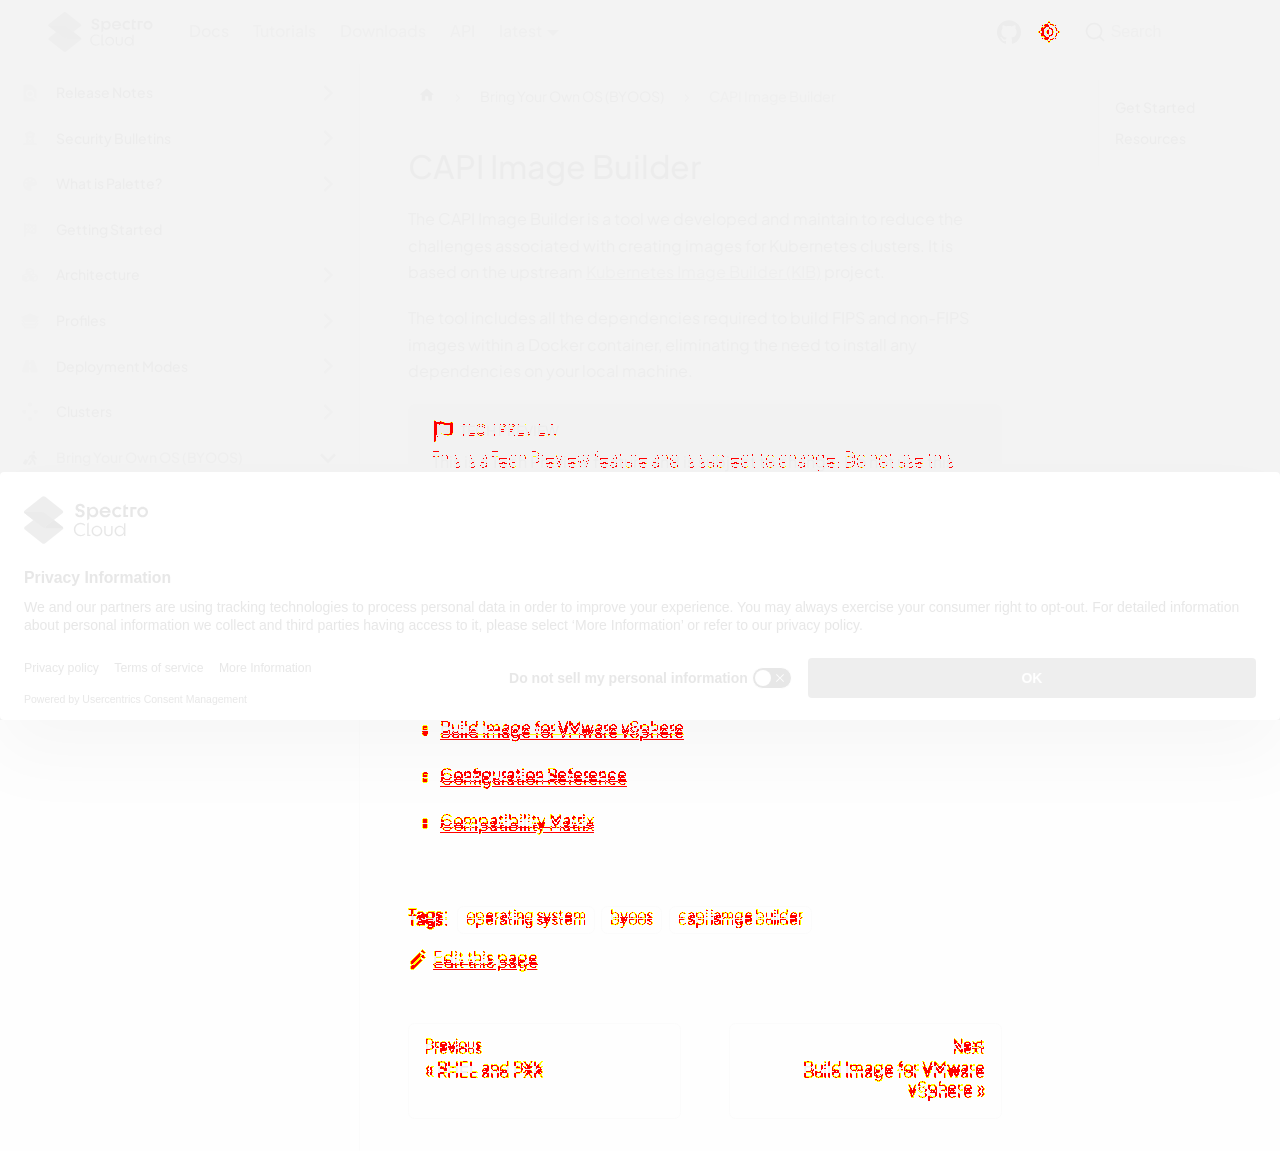 Spectro Cloud
Docs Tutorials Downloads API latest
Search
Release Notes
Security Bulletins
What is Palette?
Getting Started
Architecture
Profiles
Deployment Modes
Clusters
Bring Your Own OS (BYOOS)
Bring Your Own OS (BYOOS) CAPI Image Builder
CAPI Image Builder
The CAPI Image Builder is a tool we developed and maintain to reduce the
challenges associated with creating images for Kubernetes clusters. It is
based on the upstream Kubernetes Image Builder (KIB) project.
The tool includes all the dependencies required to build FIPS and non-FIPS
images within a Docker container, eliminating the need to install any
dependencies on your local machine.
TECH PREVIEW
This is a Tech Preview feature and is subject to change. Do not use this
Get Started
Resources
Spectro Cloud
Privacy Information
We and our partners are using tracking technologies to process personal data in order to improve your experience. You may always exercise your consumer right to opt-out. For detailed information
about personal information we collect and third parties having access to it, please select 'More Information' or refer to our privacy policy.
Privacy policy Terms of service More Information
Do not sell my personal information
OK
Powered by Usercentrics Consent Management
Build Image for VMware vSphere
Configuration Reference
Compatibility Matrix
Tags: operating system byoos capi image builder
Edit this page
Previous
« RHEL and PXK
Next
Build Image for VMware
vSphere »